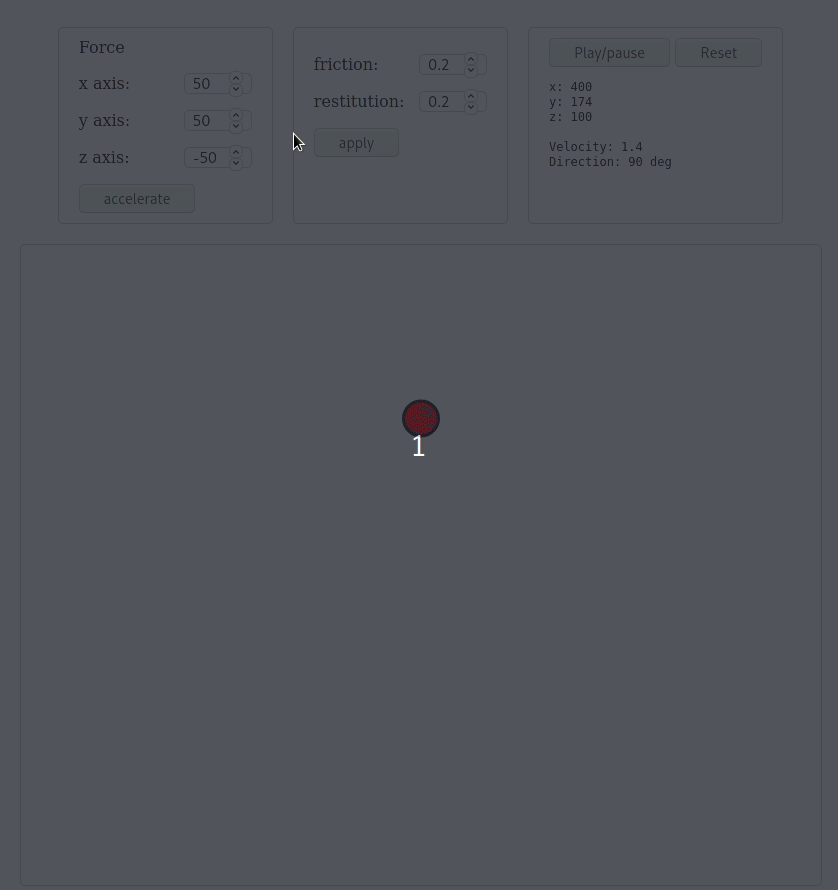 Force
x axis: 50
y axis: 50
z axis: -50
accelerate
friction: 0.2
restitution: 0.2
apply
Play/pause Reset
x: 400
y: 174
z: 100
Velocity: 1.4
Direction: 90 deg
1